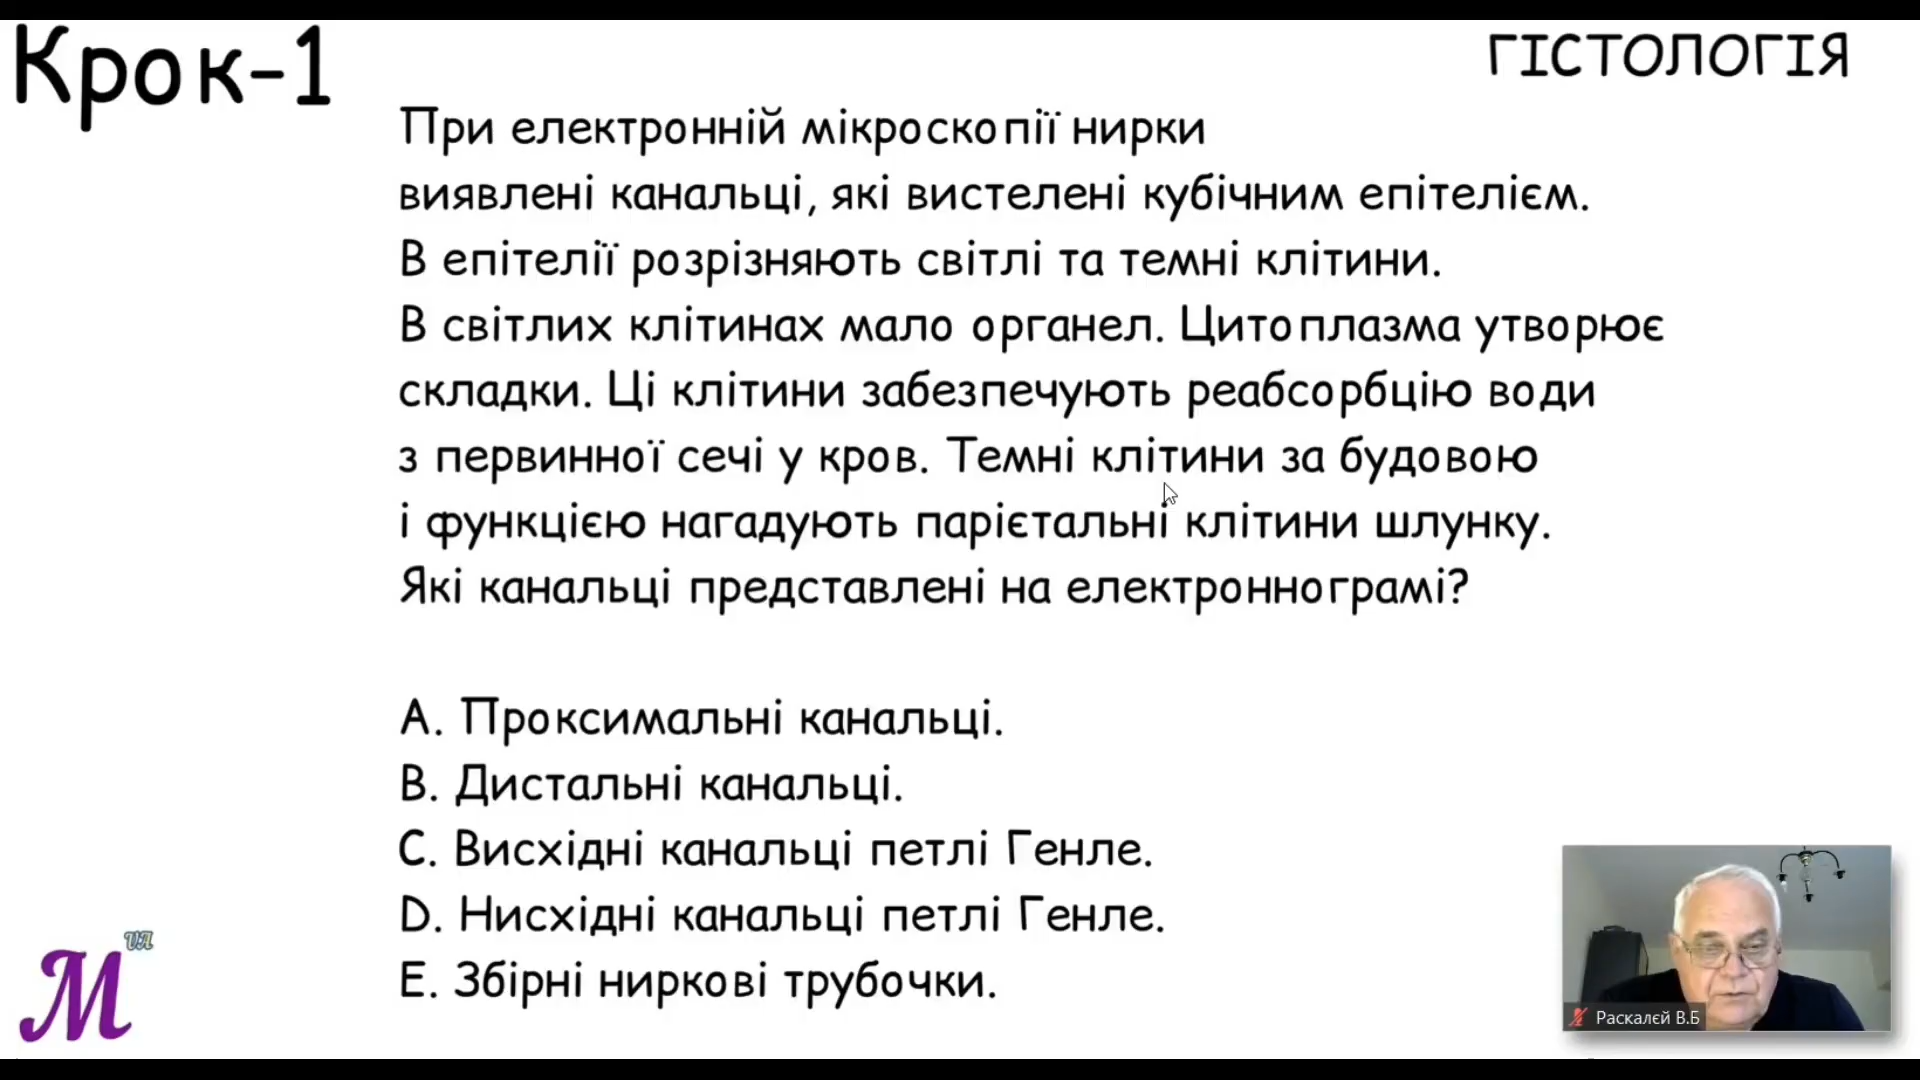 Крок-1
ГІСТОЛОГІЯ
При електронній мікроскопії нирки
виявлені канальці, які вистелені кубічним епітелієм.
В епітелії розрізняють світлі та темні клітини.
В світлих клітинах мало органел. Цитоплазма утворює
складки. Ці клітини забезпечують реабсорбцію води
з первинної сечі у кров. Темні клітини за будовою
і функцією нагадують парієтальні клітини шлунку.
Які канальці представлені на електроннограмі?
A. Проксимальні канальці.
B. Дистальні канальці.
C. Висхідні канальці петлі Генле.
D. Нисхідні канальці петлі Генле.
E. Збірні ниркові трубочки.
M UA
Раскалєй В.Б